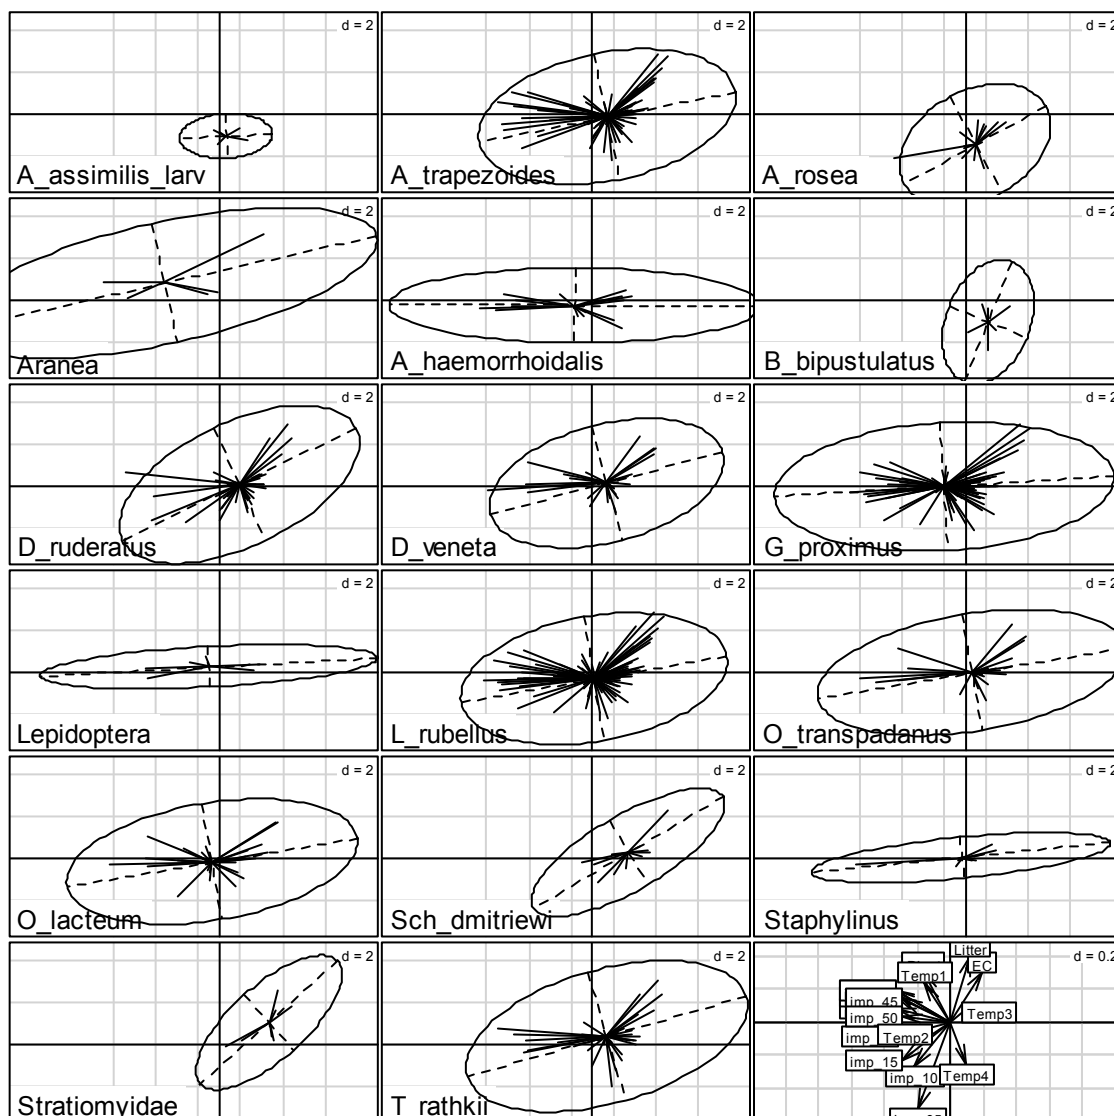 d = 2
A_assimilis_larv
d = 2
A_trapezoides
d = 2
A_rosea
d = 2
Aranea
d = 2
A_haemorrhoidalis
d = 2
B_bipustulatus
d = 2
D_ruderatus
d = 2
D_veneta
d = 2
G_proximus
d = 2
Lepidoptera
d = 2
L_rubellus
d = 2
O_transpadanus
d = 2
O_lacteum
d = 2
Sch_dmitriewi
d = 2
Staphylinus
d = 2
Stratiomyidae
d = 2
T_rathkii
d = 0.2
Litter
EC
Temp1
imp_45
imp_50
Temp3
imp_
Temp2
imp_15
imp_10
Temp4